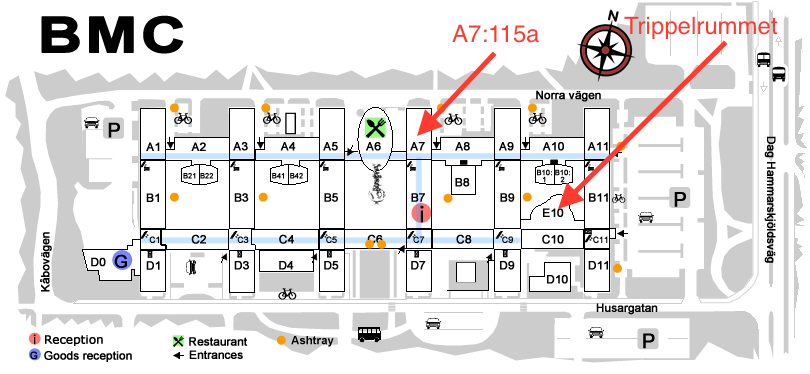 BMC
A7:115a
Trippelrummet
N
Norra vägen
P
A1 A2 A3 A4 A5 A6 A7 A8 A9 A10 A11
B21 B22 B41 B42 B10:1 B10:2
B1 B3 B5 B7 B8 B9 B11
P
i
E10
C1 C2 C3 C4 C5 C6 C7 C8 C9 C10 C11
D0 G D1 D3 D4 D5 D7 D9 D10 D11
Kåbovägen
Dag Hammarskjöldsväg
Husargatan
P
i Reception
G Goods reception
Restaurant
Entrances
Ashtray